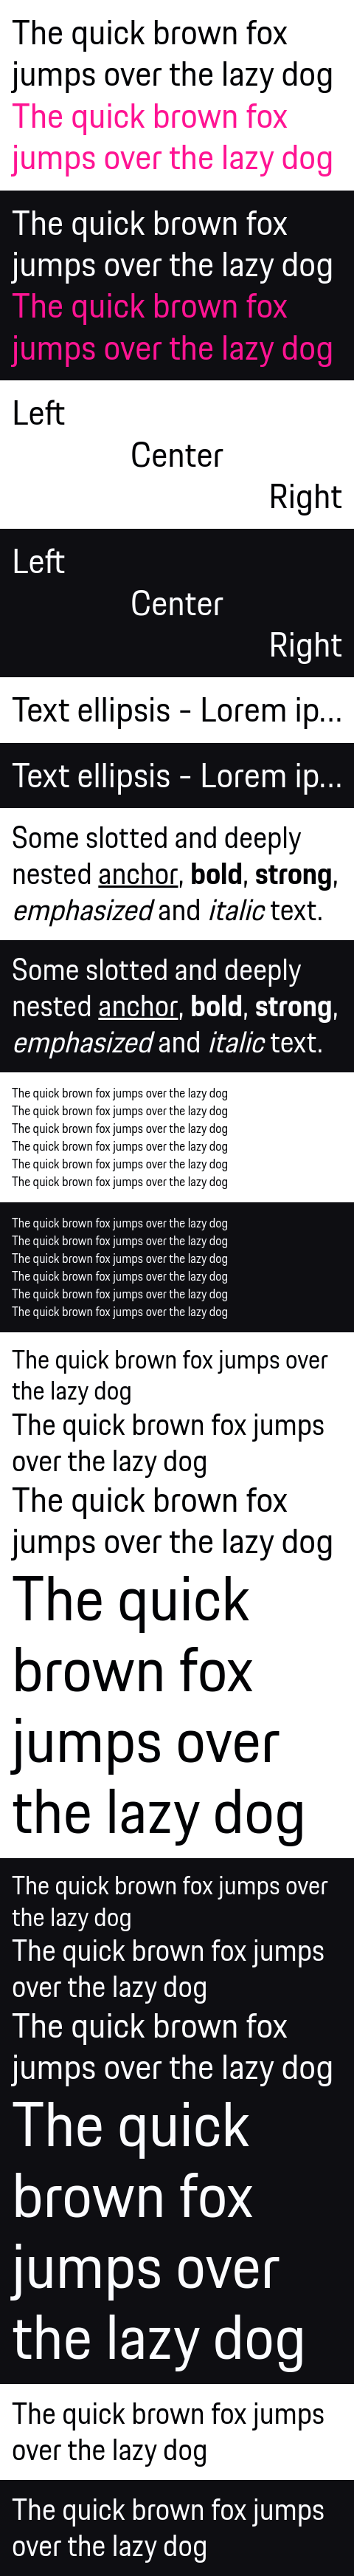 The quick brown fox
jumps over the lazy dog
The quick brown fox
jumps over the lazy dog
The quick brown fox
jumps over the lazy dog
The quick brown fox
jumps over the lazy dog
Left
Center
Right
Left
Center
Right
Text ellipsis - Lorem ip...
Text ellipsis - Lorem ip...
Some slotted and deeply
nested anchor, bold, strong,
emphasized and italic text.
Some slotted and deeply
nested anchor, bold, strong,
emphasized and italic text.
The quick brown fox jumps over the lazy dog
The quick brown fox jumps over the lazy dog
The quick brown fox jumps over the lazy dog
The quick brown fox jumps over the lazy dog
The quick brown fox jumps over the lazy dog
The quick brown fox jumps over the lazy dog
The quick brown fox jumps over the lazy dog
The quick brown fox jumps over the lazy dog
The quick brown fox jumps over the lazy dog
The quick brown fox jumps over the lazy dog
The quick brown fox jumps over the lazy dog
The quick brown fox jumps over the lazy dog
The quick brown fox jumps over
the lazy dog
The quick brown fox jumps
over the lazy dog
The quick brown fox
jumps over the lazy dog
The quick
brown fox
jumps over
the lazy dog
The quick brown fox jumps over
the lazy dog
The quick brown fox jumps
over the lazy dog
The quick brown fox
jumps over the lazy dog
The quick
brown fox
jumps over
the lazy dog
The quick brown fox jumps
over the lazy dog
The quick brown fox jumps
over the lazy dog